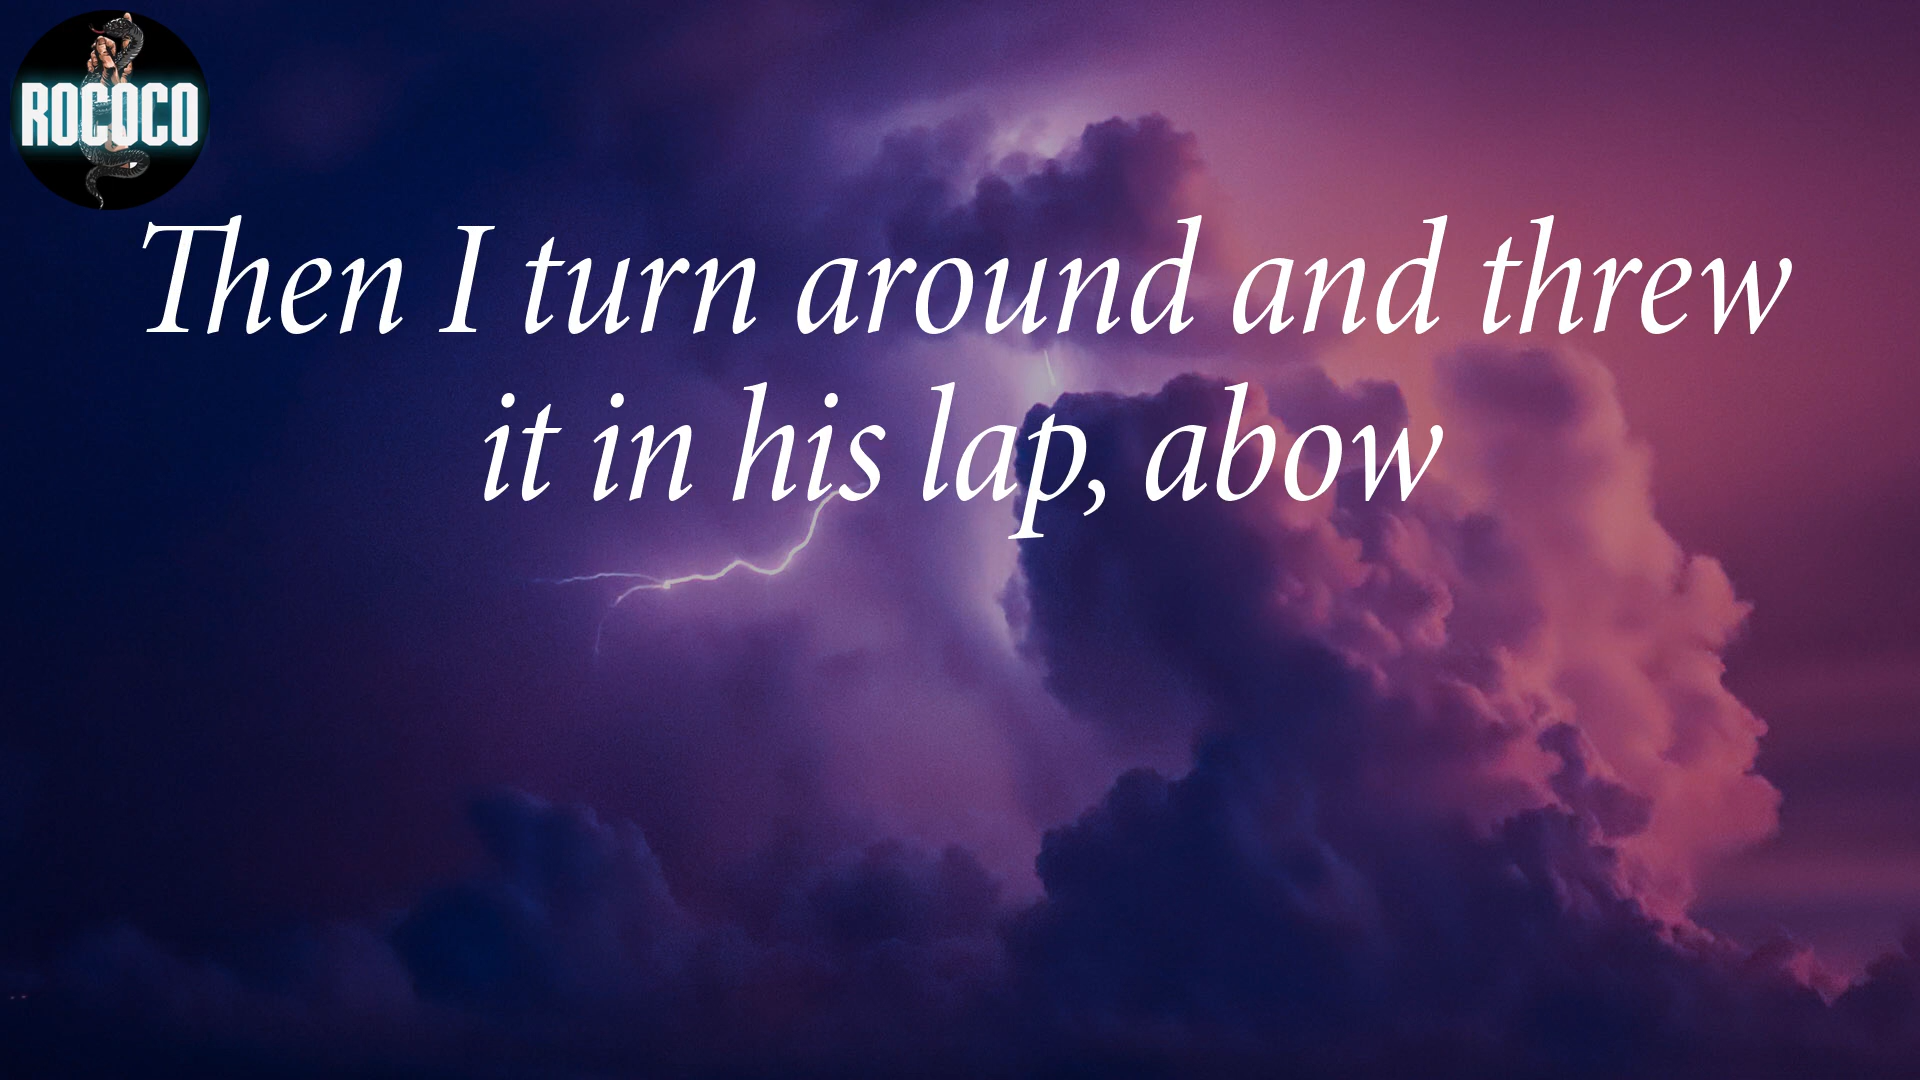 ROCOCO
Then I turn around and threw
it in his lap, abow